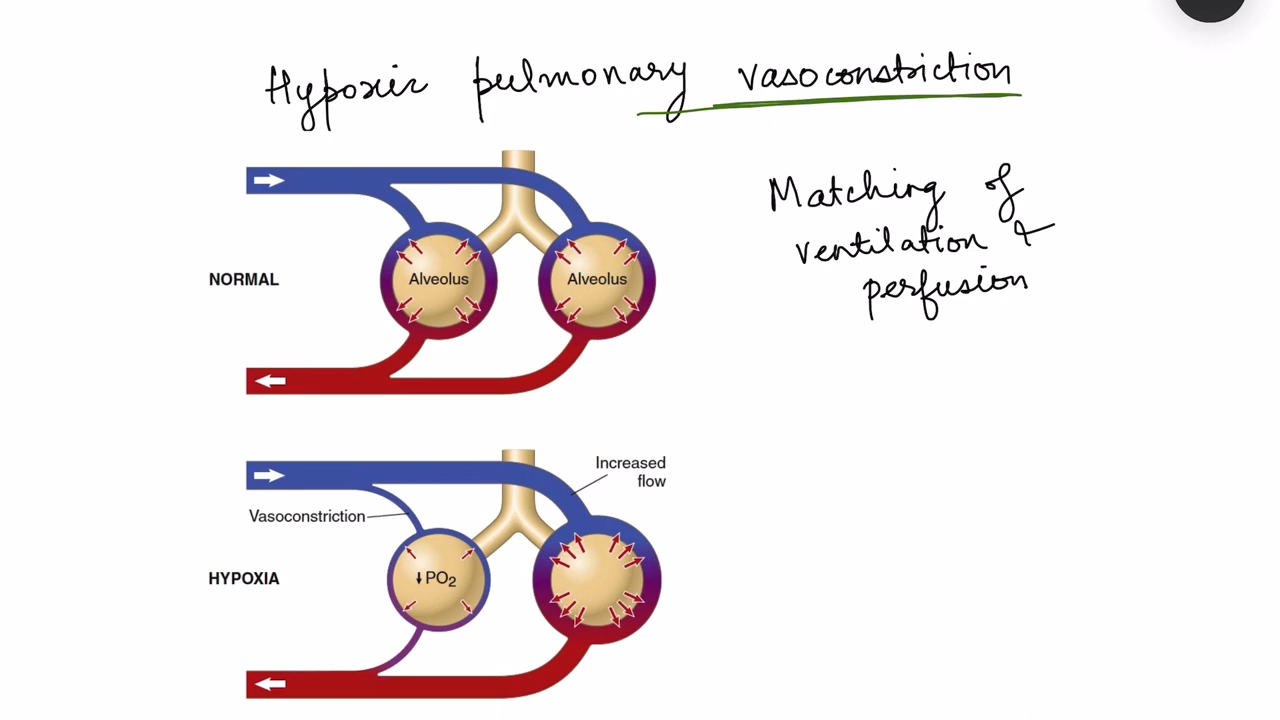 Hypoxic pulmonary vasoconstriction
Matching of
ventilation &
perfusion
NORMAL
Alveolus
Alveolus
Increased
flow
Vasoconstriction
HYPOXIA
↓PO₂